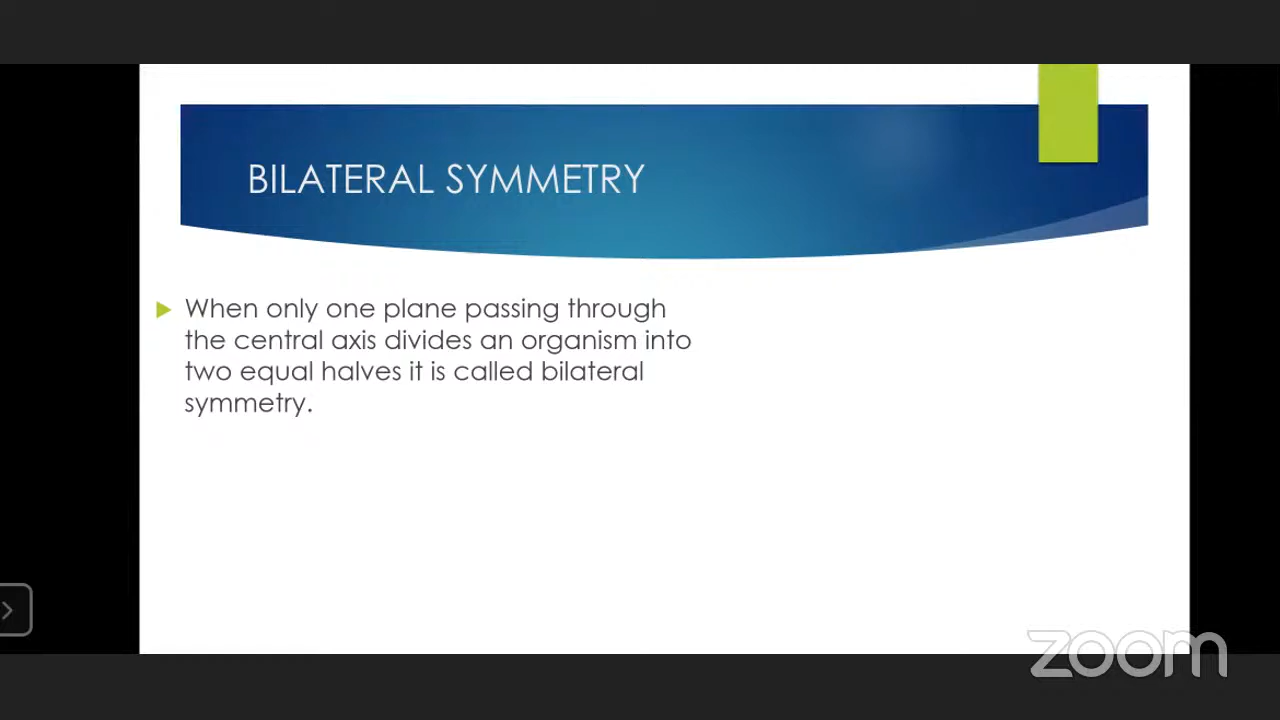 BILATERAL SYMMETRY
When only one plane passing through
the central axis divides an organism into
two equal halves it is called bilateral
symmetry.
zoom